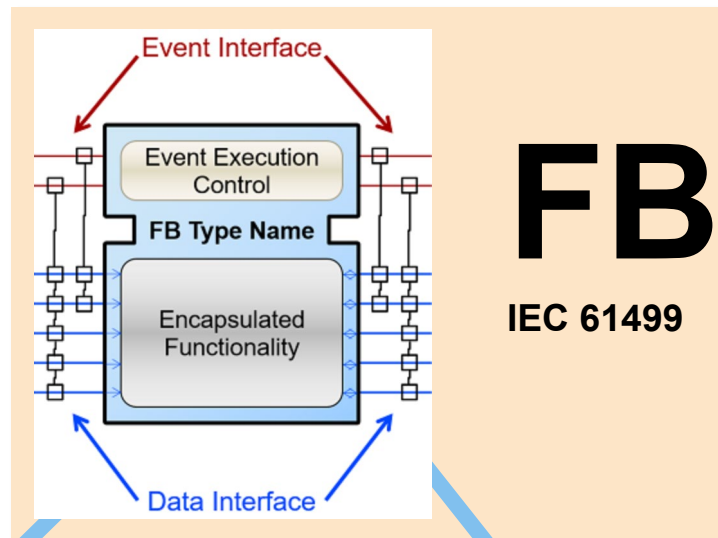 Event Interface
Event Execution
Control
FB Type Name
Encapsulated
Functionality
Data Interface
FB
IEC 61499